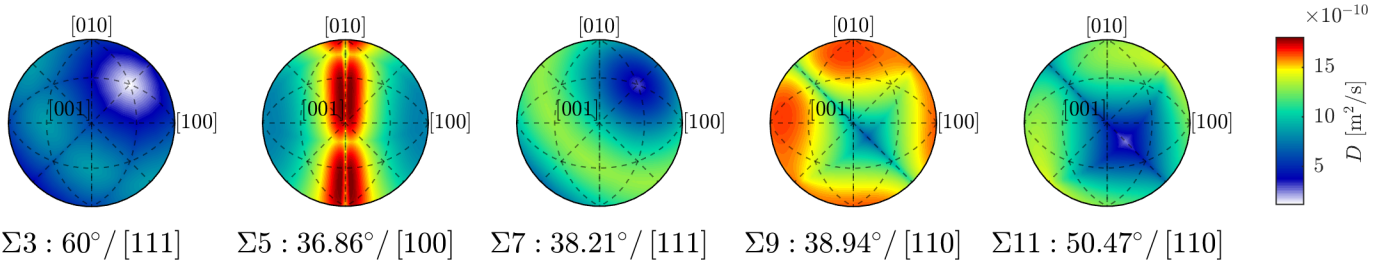 ×10⁻¹⁰
[010] [010] [010] [010] [010]
15
[001] [100] [001] [100] [001] [100] [001] [100] [001] [100]
10
5
D [m²/s]
Σ3 : 60°/ [111] Σ5 : 36.86°/ [100] Σ7 : 38.21°/ [111] Σ9 : 38.94°/ [110] Σ11 : 50.47°/ [110]